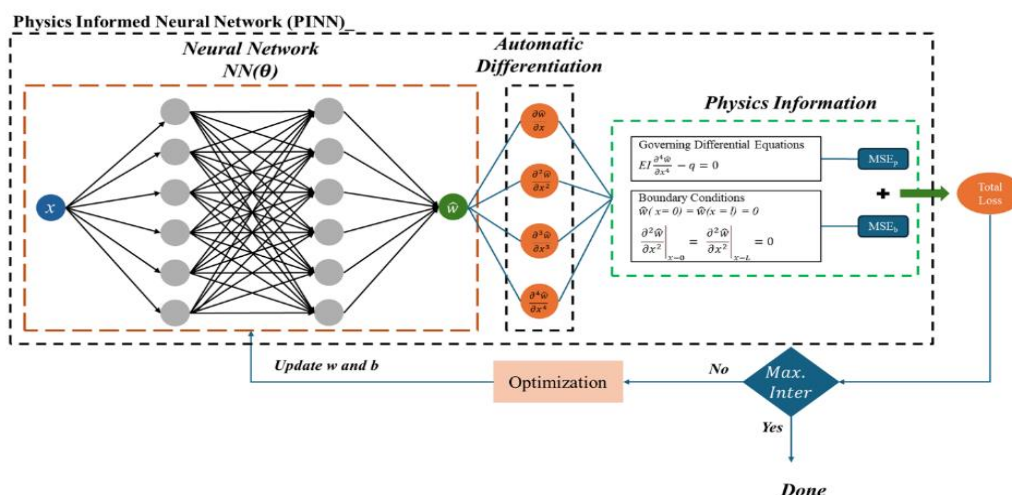 Physics Informed Neural Network (PINN)_
Neural Network
NN(θ)
Automatic
Differentiation
Physics Information
x
ŵ
∂ŵ/∂x
∂²ŵ/∂x²
∂³ŵ/∂x³
∂⁴ŵ/∂x⁴
Governing Differential Equations
EI ∂⁴ŵ/∂x⁴ − q = 0
Boundary Conditions
ŵ( x= 0) = ŵ(x = l) = 0
∂²ŵ/∂x²|x=0 = ∂²ŵ/∂x²|x=L = 0
MSEp
+
MSEb
Total
Loss
Max.
Inter
No
Optimization
Update w and b
Yes
Done